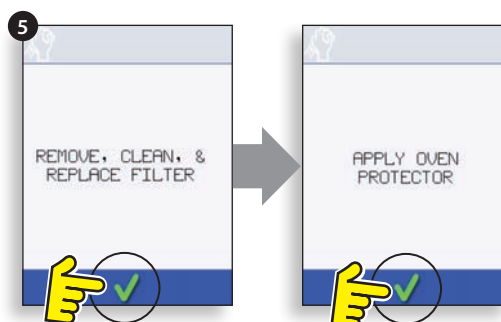 5
REMOVE, CLEAN, &
REPLACE FILTER
APPLY OVEN
PROTECTOR